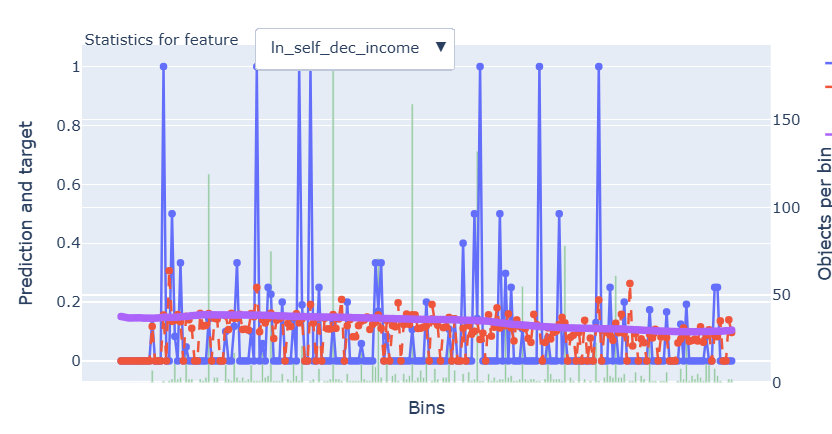 Statistics for feature
ln_self_dec_income ▼
Prediction and target
1
0.8
0.6
0.4
0.2
0
Bins
150
100
50
0
Objects per bin